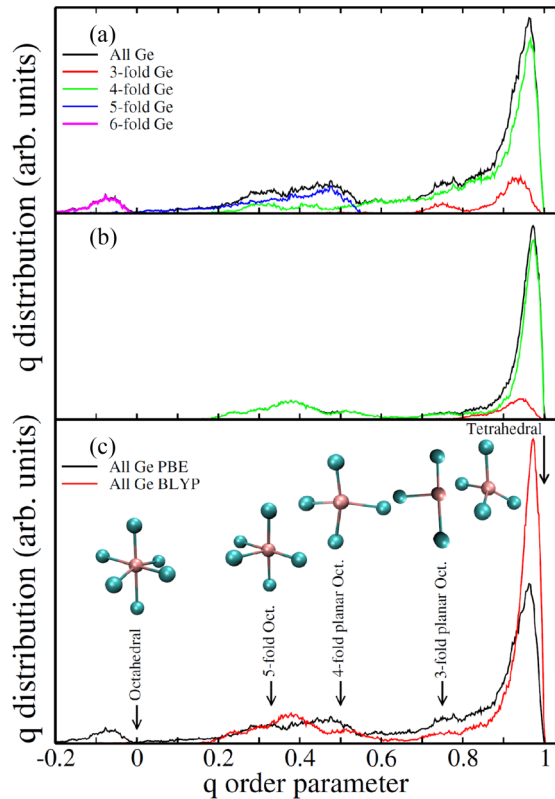 (a)
All Ge
3-fold Ge
4-fold Ge
5-fold Ge
6-fold Ge
q distribution (arb. units)
(b)
(c)
All Ge PBE
All Ge BLYP
Tetrahedral
Octahedral
5-fold Oct.
4-fold planar Oct.
3-fold planar Oct.
q distribution (arb. units)
-0.2 0 0.2 0.4 0.6 0.8 1
q order parameter